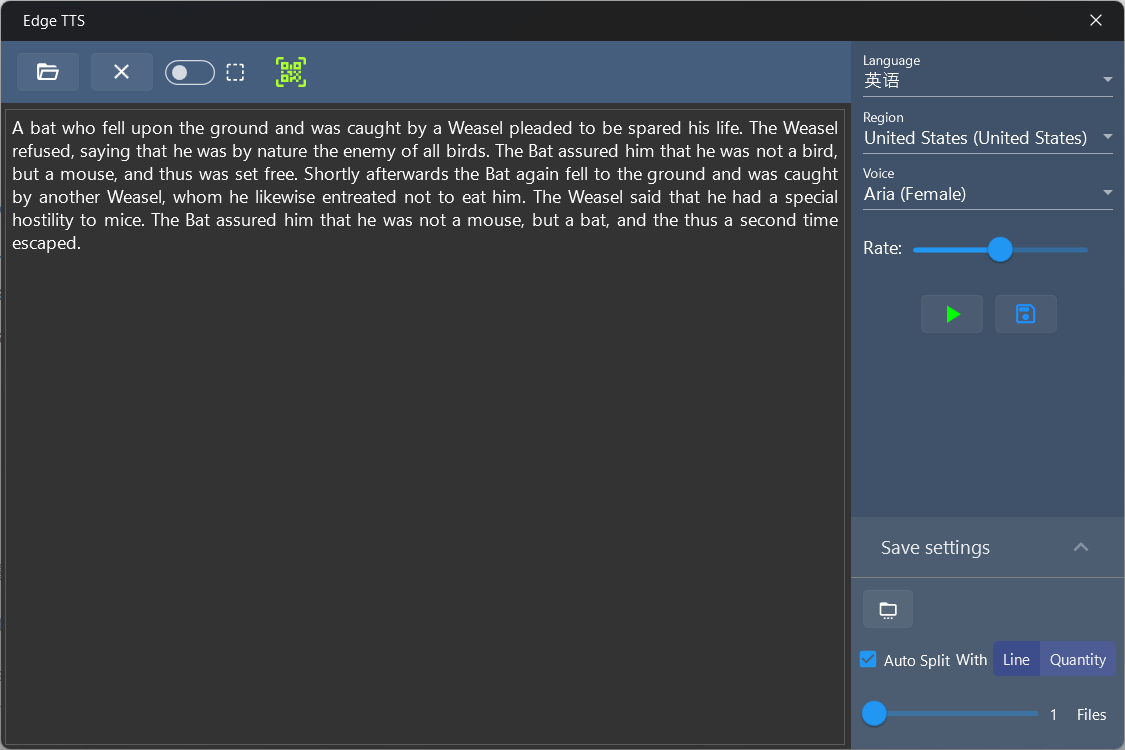 Edge TTS
A bat who fell upon the ground and was caught by a Weasel pleaded to be spared his life. The Weasel
refused, saying that he was by nature the enemy of all birds. The Bat assured him that he was not a bird,
but a mouse, and thus was set free. Shortly afterwards the Bat again fell to the ground and was caught
by another Weasel, whom he likewise entreated not to eat him. The Weasel said that he had a special
hostility to mice. The Bat assured him that he was not a mouse, but a bat, and the thus a second time
escaped.
Language
英语
Region
United States (United States)
Voice
Aria (Female)
Rate:
Save settings
Auto Split With Line Quantity
1 Files